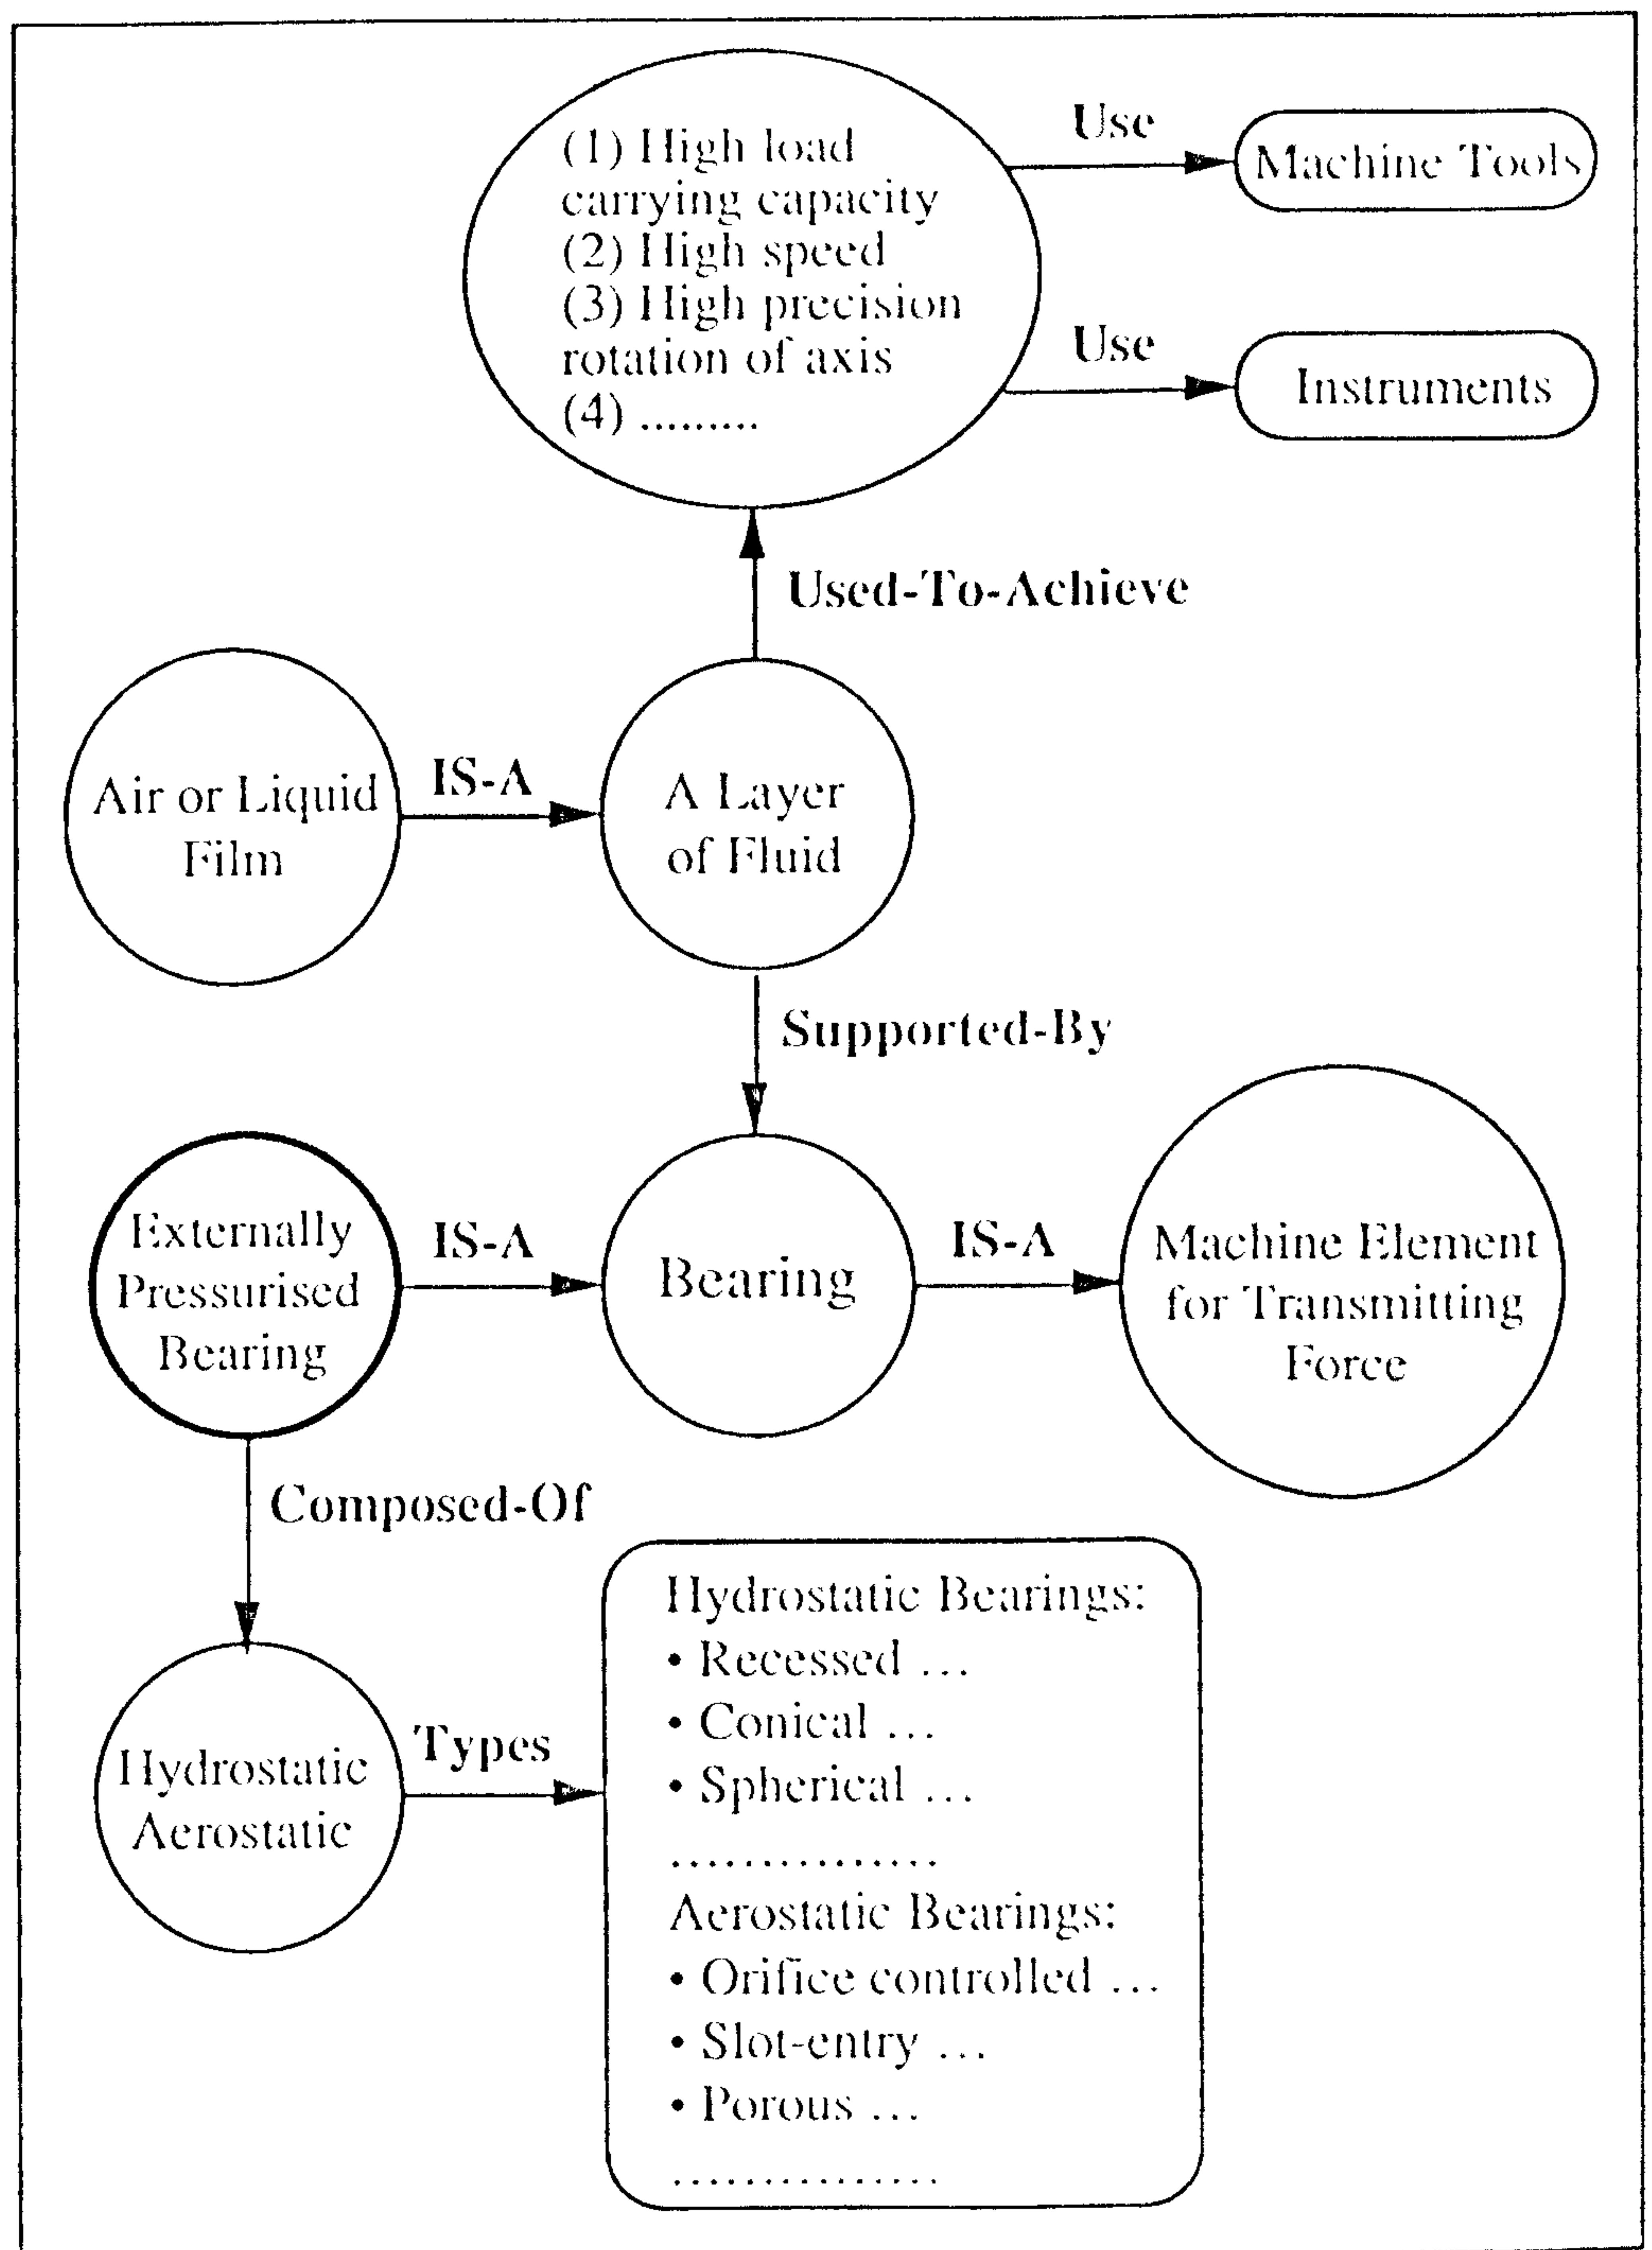 (1) High load
carrying capacity
(2) High speed
(3) High precision
rotation of axis
(4) .........
Use
Machine Tools
Use
Instruments
Used-To-Achieve
Air or Liquid
Film
IS-A
A Layer
of Fluid
Supported-By
Externally
Pressurised
Bearing
IS-A
Bearing
IS-A
Machine Element
for Transmitting
Force
Composed-Of
Hydrostatic
Aerostatic
Types
Hydrostatic Bearings:
• Recessed ...
• Conical ...
• Spherical ...
...............
Aerostatic Bearings:
• Orifice controlled ...
• Slot-entry ...
• Porous ...
...............